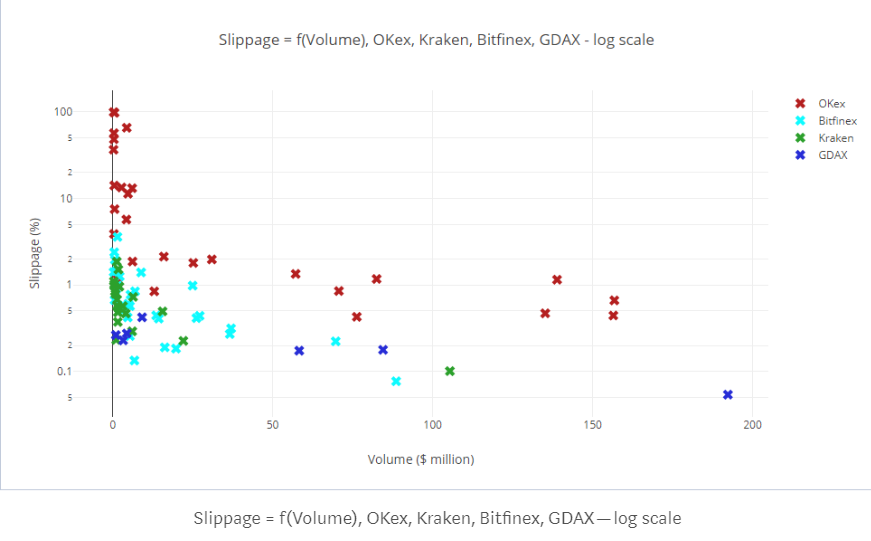 Slippage = f(Volume), OKex, Kraken, Bitfinex, GDAX - log scale
OKex
Bitfinex
Kraken
GDAX
Slippage (%)
100
5
2
10
5
2
1
5
2
0.1
5
0
50
100
150
200
Volume ($ million)
Slippage = f(Volume), OKex, Kraken, Bitfinex, GDAX—log scale